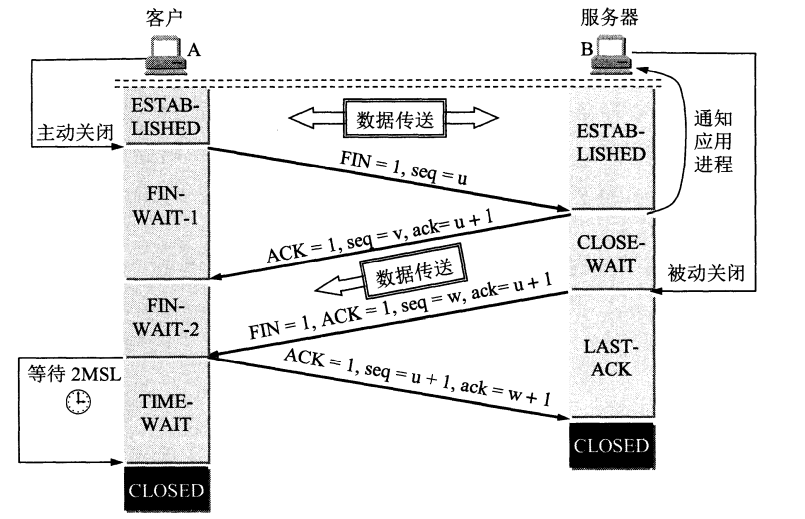 客户
服务器
A
B
ESTAB-
LISHED
数据传送
ESTAB-
LISHED
通知
应用
进程
主动关闭
FIN = 1, seq = u
FIN-
WAIT-1
ACK = 1, seq = v, ack= u + 1
CLOSE-
WAIT
数据传送
被动关闭
FIN-
WAIT-2
FIN = 1, ACK = 1, seq = w, ack= u + 1
LAST-
ACK
等待 2MSL
ACK = 1, seq = u + 1, ack = w + 1
TIME-
WAIT
CLOSED
CLOSED